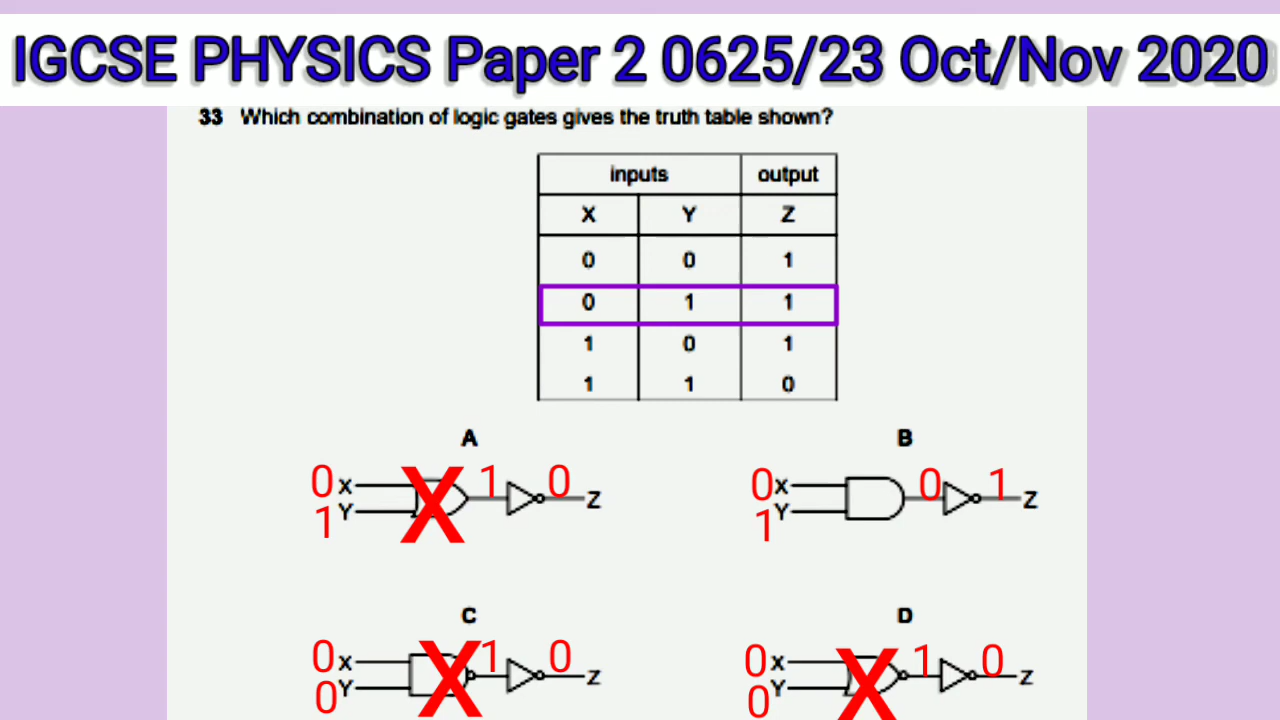 IGCSE PHYSICS Paper 2 0625/23 Oct/Nov 2020
33 Which combination of logic gates gives the truth table shown?
inputs output
X Y Z
0 0 1
0 1 1
1 0 1
1 1 0
A B
0 X X 1 0 Z
1 Y
0 X 0 1 Z
1 Y
C D
0 X X 1 0 Z
0 Y
0 X X 1 0 Z
0 Y